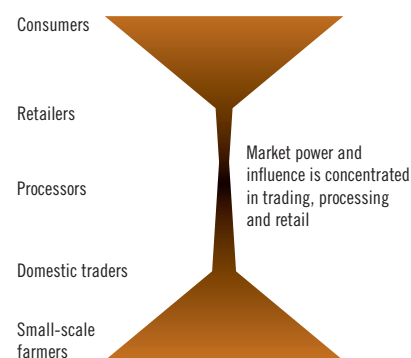 Consumers
Retailers
Market power and
influence is concentrated
in trading, processing
and retail
Processors
Domestic traders
Small-scale
farmers